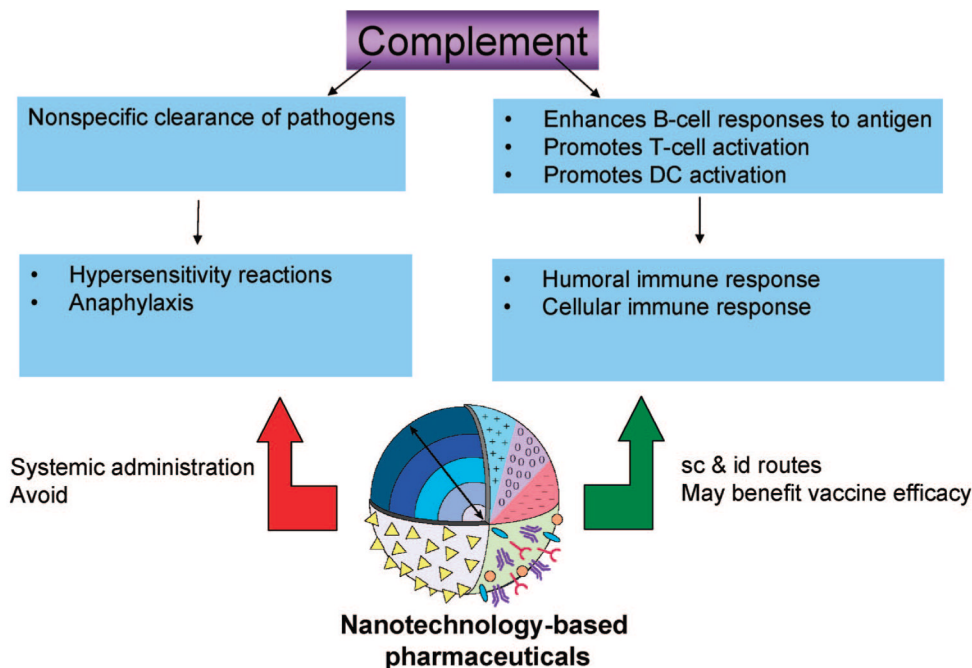 Complement
Nonspecific clearance of pathogens
• Enhances B-cell responses to antigen
• Promotes T-cell activation
• Promotes DC activation
• Hypersensitivity reactions
• Anaphylaxis
• Humoral immune response
• Cellular immune response
Systemic administration
Avoid
sc & id routes
May benefit vaccine efficacy
Nanotechnology-based
pharmaceuticals